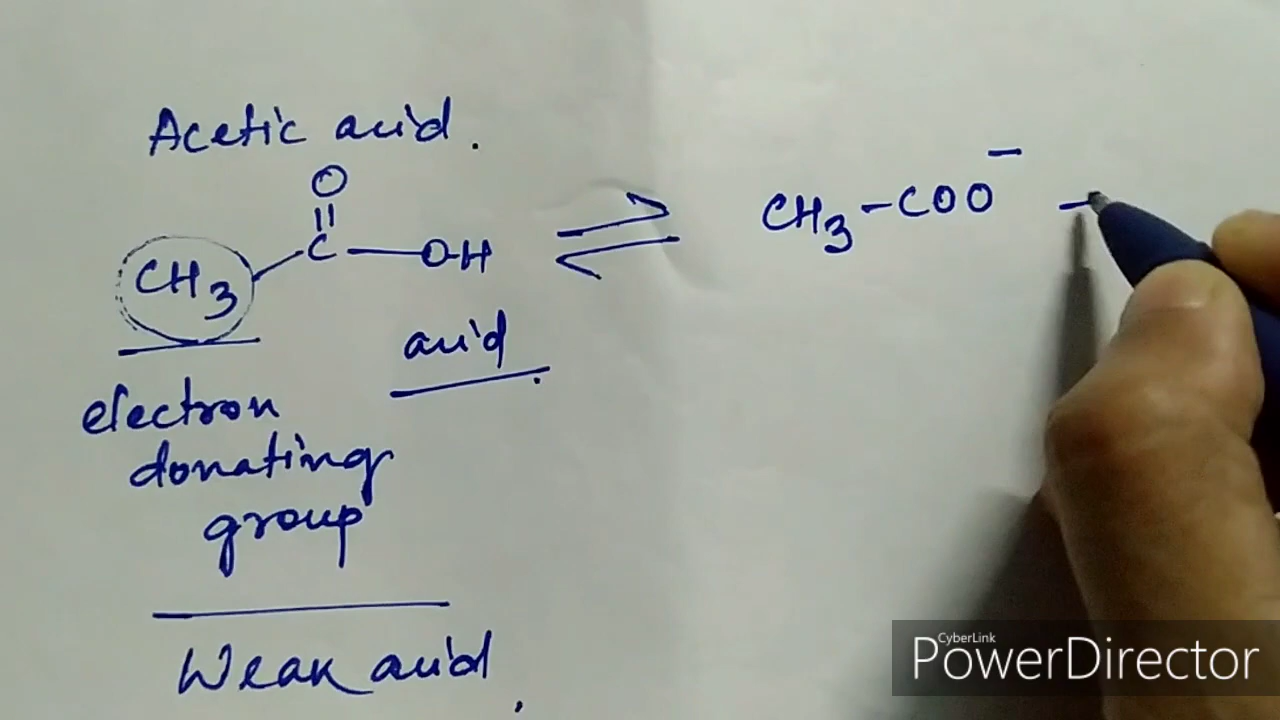 Acetic acid.
O
||
CH3 — C — OH ⇌ CH3 – COO⁻ –
acid.
electron
donating
group
Weak acid.
CyberLink
PowerDirector